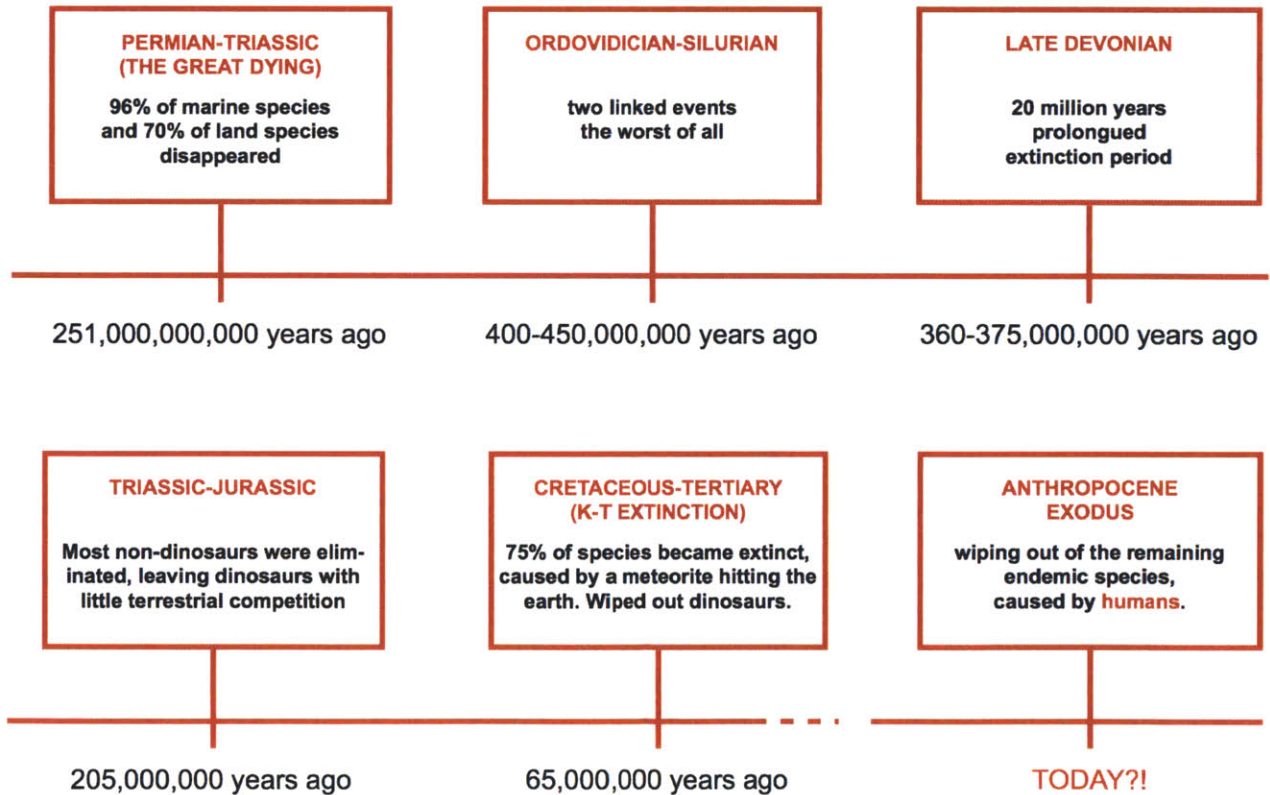 PERMIAN-TRIASSIC
(THE GREAT DYING)
96% of marine species
and 70% of land species
disappeared
251,000,000,000 years ago
ORDOVIDICIAN-SILURIAN
two linked events
the worst of all
400-450,000,000 years ago
LATE DEVONIAN
20 million years
prolongued
extinction period
360-375,000,000 years ago
TRIASSIC-JURASSIC
Most non-dinosaurs were elim-
inated, leaving dinosaurs with
little terrestrial competition
205,000,000 years ago
CRETACEOUS-TERTIARY
(K-T EXTINCTION)
75% of species became extinct,
caused by a meteorite hitting the
earth. Wiped out dinosaurs.
65,000,000 years ago
ANTHROPOCENE
EXODUS
wiping out of the remaining
endemic species,
caused by humans.
TODAY?!